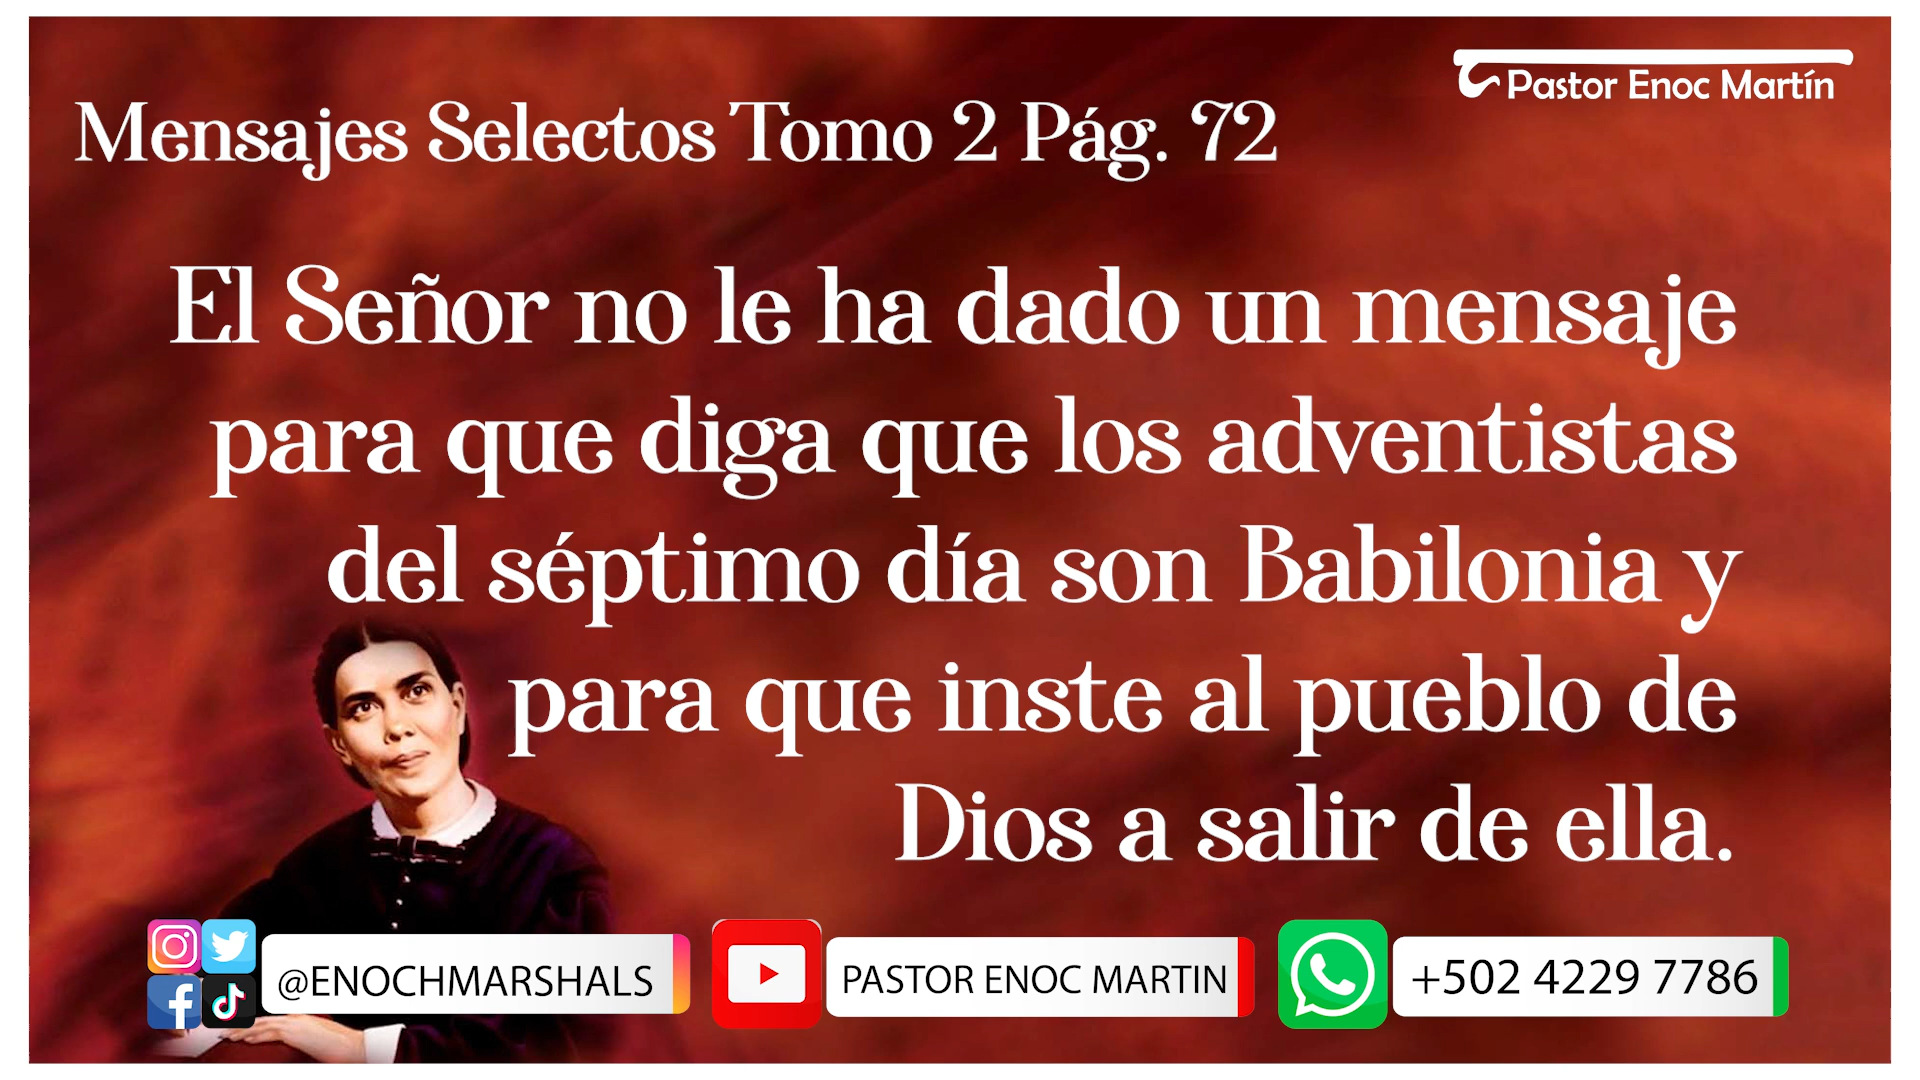 Pastor Enoc Martín
Mensajes Selectos Tomo 2 Pág. 72
El Señor no le ha dado un mensaje
para que diga que los adventistas
del séptimo día son Babilonia y
para que inste al pueblo de
Dios a salir de ella.
@ENOCHMARSHALS
PASTOR ENOC MARTIN
+502 4229 7786